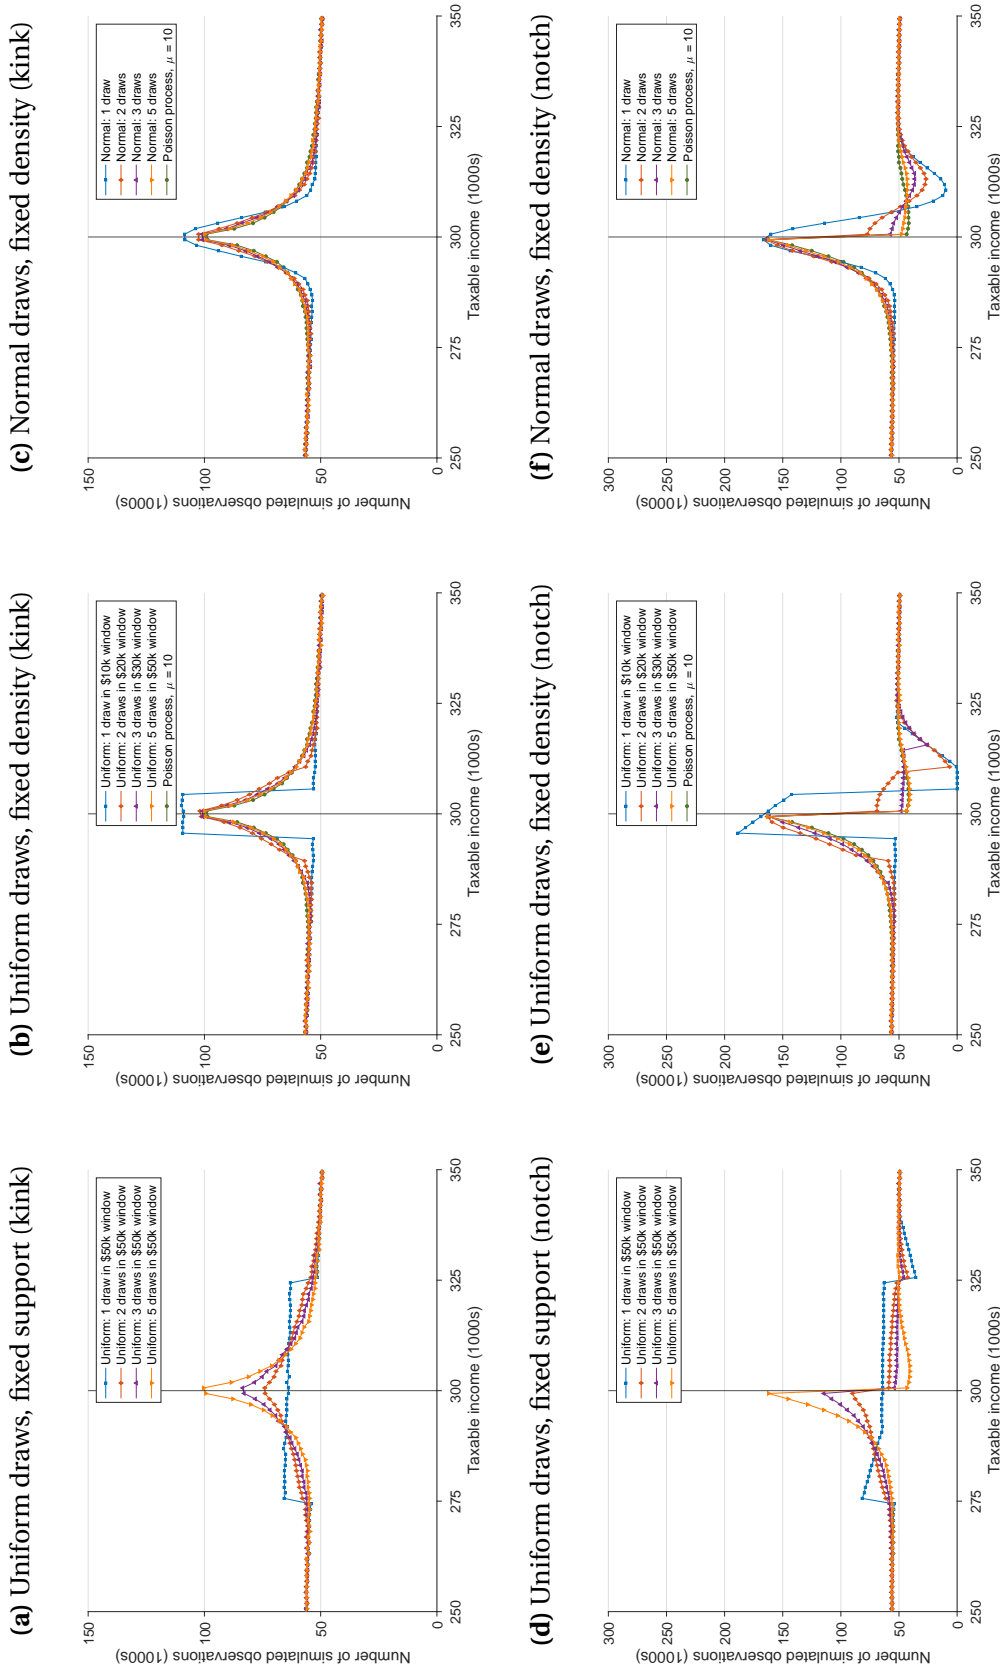 (a) Uniform draws, fixed support (kink)
Number of simulated observations (1000s)
150
100
50
0
Uniform: 1 draw in $50k window
Uniform: 2 draws in $50k window
Uniform: 3 draws in $50k window
Uniform: 5 draws in $50k window
250
275
300
325
350
Taxable income (1000s)
(b) Uniform draws, fixed density (kink)
Number of simulated observations (1000s)
150
100
50
0
Uniform: 1 draw in $10k window
Uniform: 2 draws in $20k window
Uniform: 3 draws in $30k window
Uniform: 5 draws in $50k window
Poisson process, μ = 10
250
275
300
325
350
Taxable income (1000s)
(c) Normal draws, fixed density (kink)
Number of simulated observations (1000s)
150
100
50
0
Normal: 1 draw
Normal: 2 draws
Normal: 3 draws
Normal: 5 draws
Poisson process, μ = 10
250
275
300
325
350
Taxable income (1000s)
(d) Uniform draws, fixed support (notch)
Number of simulated observations (1000s)
300
250
200
150
100
50
0
Uniform: 1 draw in $50k window
Uniform: 2 draws in $50k window
Uniform: 3 draws in $50k window
Uniform: 5 draws in $50k window
250
275
300
325
350
Taxable income (1000s)
(e) Uniform draws, fixed density (notch)
Number of simulated observations (1000s)
300
250
200
150
100
50
0
Uniform: 1 draw in $10k window
Uniform: 2 draws in $20k window
Uniform: 3 draws in $30k window
Uniform: 5 draws in $50k window
Poisson process, μ = 10
250
275
300
325
350
Taxable income (1000s)
(f) Normal draws, fixed density (notch)
Number of simulated observations (1000s)
300
250
200
150
100
50
0
Normal: 1 draw
Normal: 2 draws
Normal: 3 draws
Normal: 5 draws
Poisson process, μ = 10
250
275
300
325
350
Taxable income (1000s)